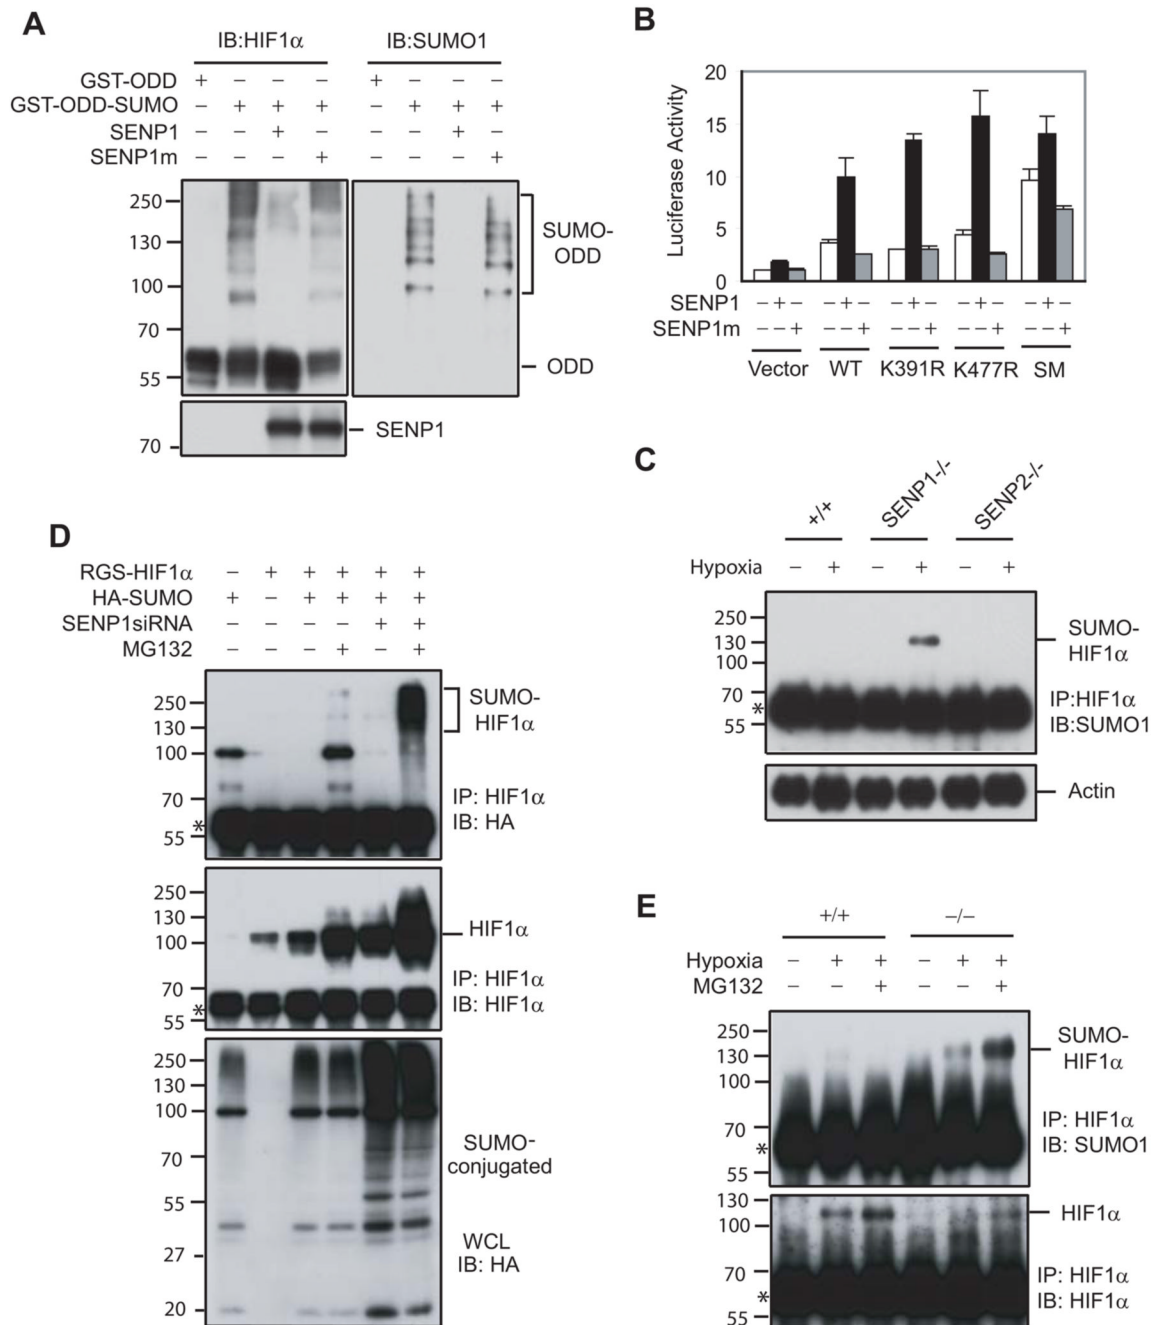 A
IB:HIF1α IB:SUMO1
GST-ODD + − − − + − − −
GST-ODD-SUMO − + + + − + + +
SENP1 − − + − − − + −
SENP1m − − − + − − − +
250
130
100
70
55
SUMO-
ODD
ODD
70
SENP1
B
Luciferase Activity
20
15
10
5
0
SENP1 − + − − + − − + − − + − − + −
SENP1m − − + − − + − − + − − + − − +
Vector WT K391R K477R SM
C
+/+ SENP1-/- SENP2-/-
Hypoxia − + − + − +
250
130
100
70
*
55
SUMO-
HIF1α
IP:HIF1α
IB:SUMO1
Actin
D
RGS-HIF1α − + + + + +
HA-SUMO + − + + + +
SENP1siRNA − − − − + +
MG132 − − − + − +
250
130
100
70
*
55
SUMO-
HIF1α
IP: HIF1α
IB: HA
250
130
100
70
*
55
HIF1α
IP: HIF1α
IB: HIF1α
250
130
100
70
55
27
20
SUMO-
conjugated
WCL
IB: HA
E
+/+ −/−
Hypoxia − + + − + +
MG132 − − + − − +
250
130
100
70
*
55
SUMO-
HIF1α
IP: HIF1α
IB: SUMO1
130
100
70
*
55
HIF1α
IP: HIF1α
IB: HIF1α